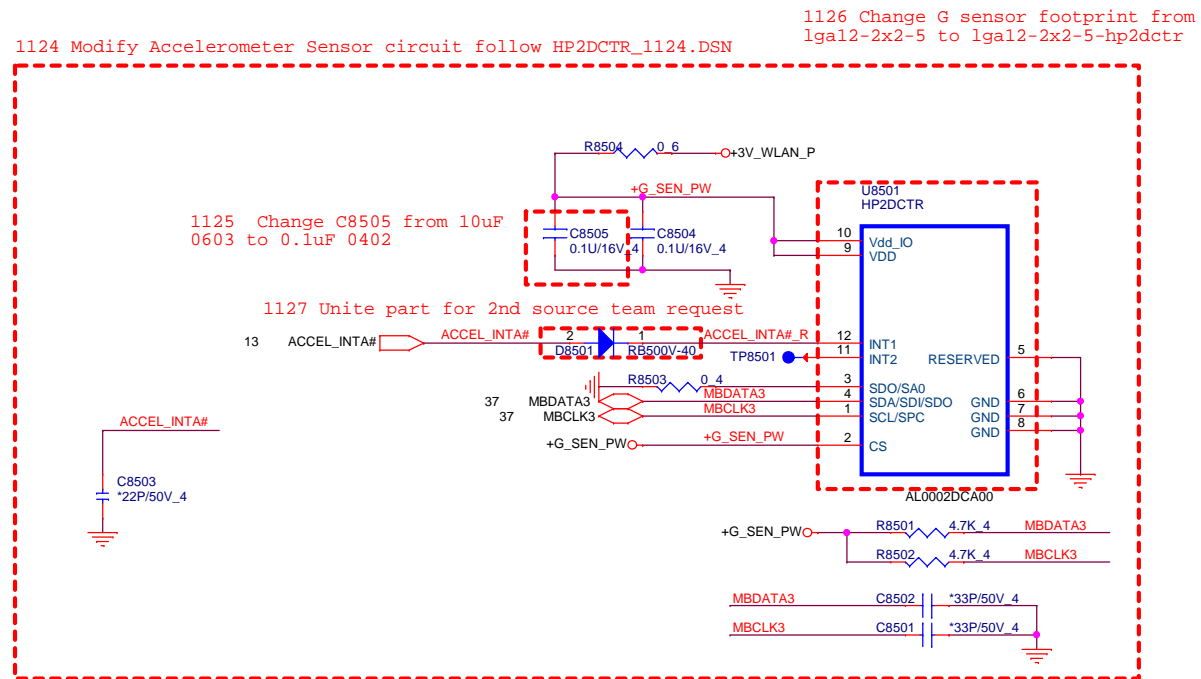 1126 Change G sensor footprint from
lga12-2x2-5 to lga12-2x2-5-hp2dctr
1124 Modify Accelerometer Sensor circuit follow HP2DCTR_1124.DSN
R8504
0_6
+3V_WLAN_P
+G_SEN_PW
U8501
HP2DCTR
1125 Change C8505 from 10uF
0603 to 0.1uF 0402
C8505
0.1U/16V_4
C8504
0.1U/16V_4
10
Vdd_IO
9
VDD
1127 Unite part for 2nd source team request
13
ACCEL_INTA#
ACCEL_INTA#
2
1
D8501
RB500V-40
ACCEL_INTA#_R
12
INT1
TP8501
11
INT2
RESERVED
5
R8503
0_4
3
SDO/SA0
37
MBDATA3
MBDATA3
4
SDA/SDI/SDO
GND
6
37
MBCLK3
MBCLK3
1
SCL/SPC
GND
7
GND
8
+G_SEN_PW
+G_SEN_PW
2
CS
ACCEL_INTA#
C8503
*22P/50V_4
AL0002DCA00
+G_SEN_PW
R8501
4.7K_4
MBDATA3
R8502
4.7K_4
MBCLK3
MBDATA3
C8502
*33P/50V_4
MBCLK3
C8501
*33P/50V_4